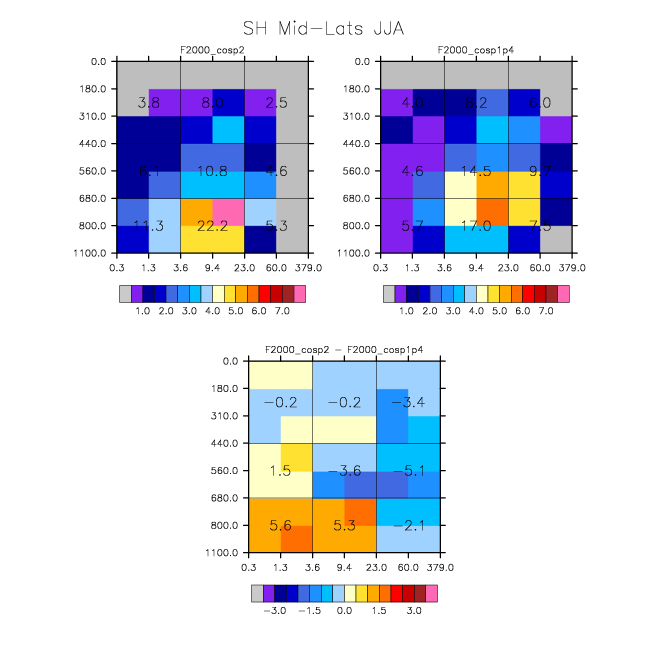 SH Mid-Lats JJA
F2000_cosp2
0.0
180.0
310.0
440.0
560.0
680.0
800.0
1100.0
3.8 8.0 2.5
6.1 10.8 4.6
11.3 22.2 5.3
0.3 1.3 3.6 9.4 23.0 60.0 379.0
1.0 2.0 3.0 4.0 5.0 6.0 7.0
F2000_cosp1p4
0.0
180.0
310.0
440.0
560.0
680.0
800.0
1100.0
4.0 8.2 6.0
4.6 14.5 9.7
5.7 17.0 7.5
0.3 1.3 3.6 9.4 23.0 60.0 379.0
1.0 2.0 3.0 4.0 5.0 6.0 7.0
F2000_cosp2 - F2000_cosp1p4
0.0
180.0
310.0
440.0
560.0
680.0
800.0
1100.0
-0.2 -0.2 -3.4
1.5 -3.6 -5.1
5.6 5.3 -2.1
0.3 1.3 3.6 9.4 23.0 60.0 379.0
-3.0 -1.5 0.0 1.5 3.0